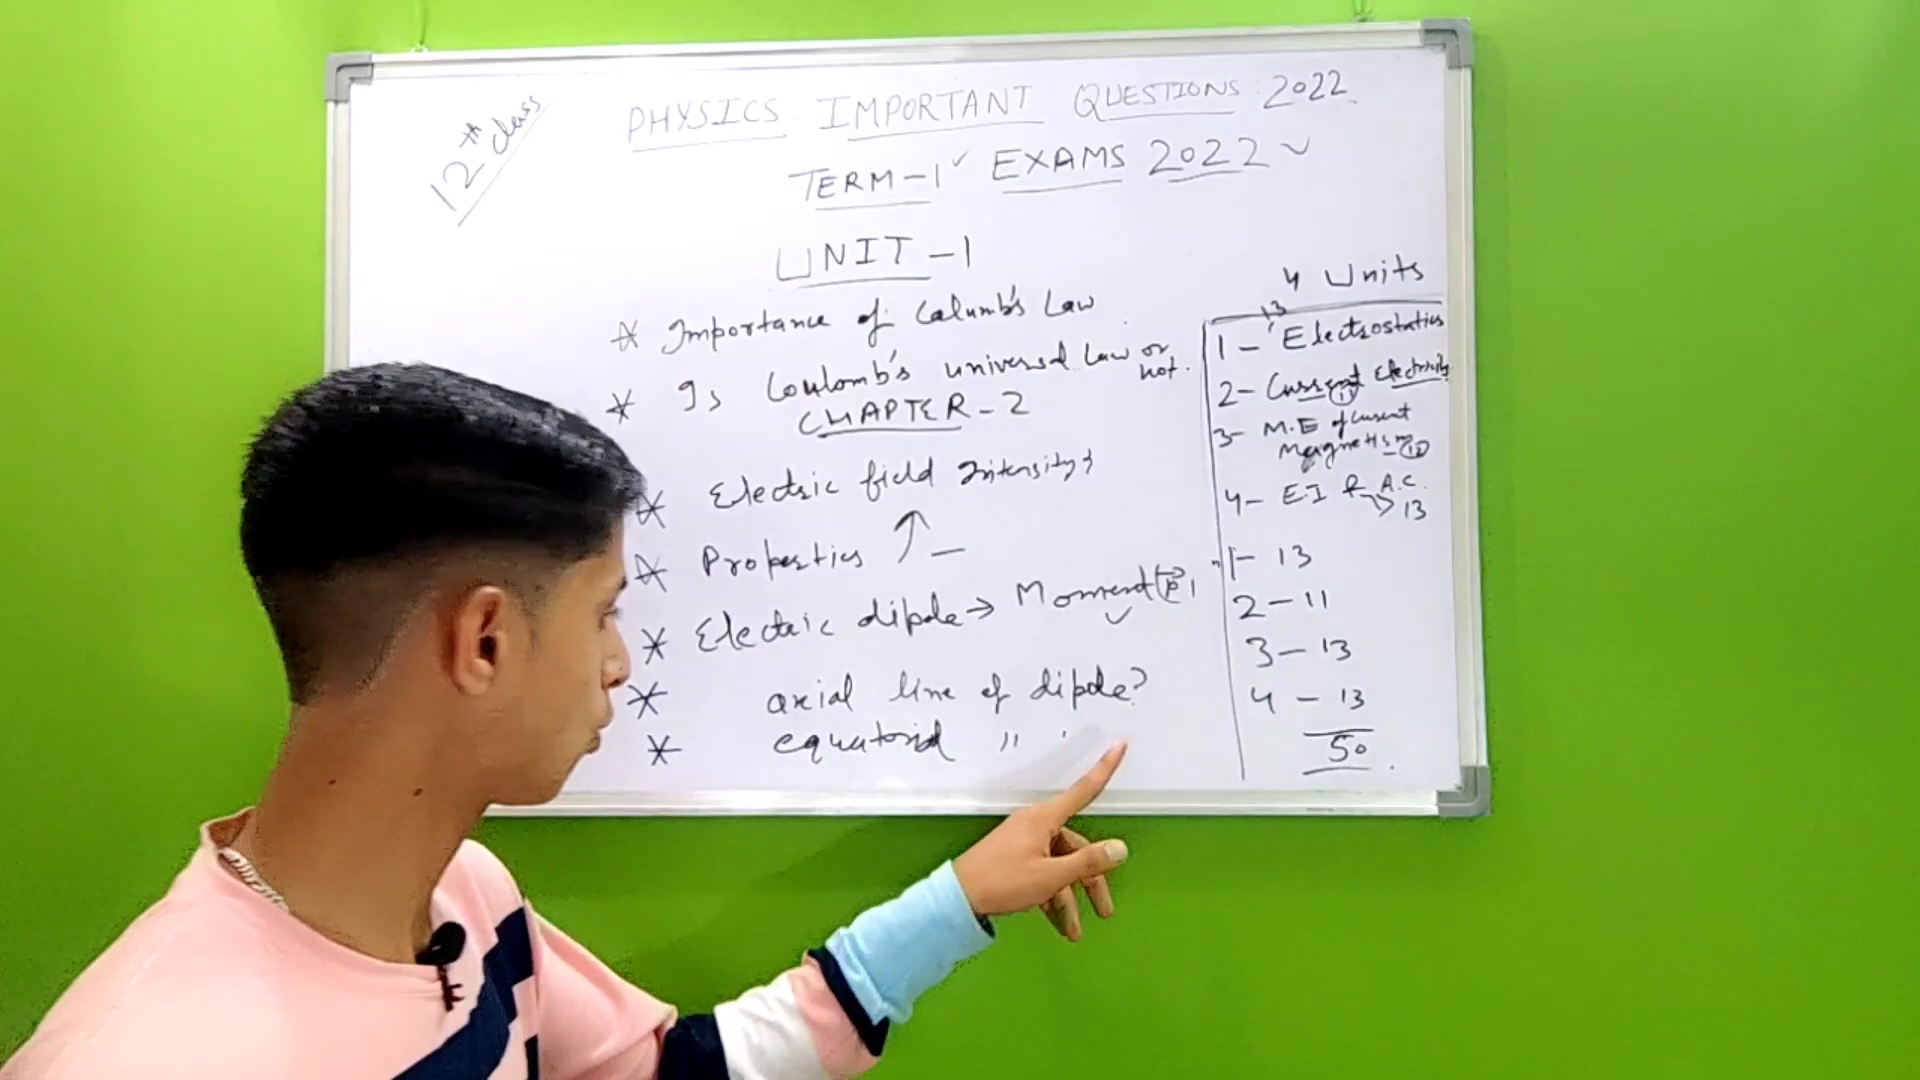 12th class
PHYSICS IMPORTANT QUESTIONS 2022
TERM-1 ✓ EXAMS 2022 ✓
UNIT-1
* Importance of Calumb's Law
* Is Coulomb's universal Law or not.
CHAPTER-2
* Electric field Intensity
* Properties ↑ —
* Electric dipole → Moment (p⃗)
* axial line of dipole?
* equatorial " "
4 Units
13
1- Electrostatics
2- Current Electricity
11
3- M.E of Current
Magnetism
4- E.I & A.C.
→ 13
1- 13
2- 11
3- 13
4 - 13
50